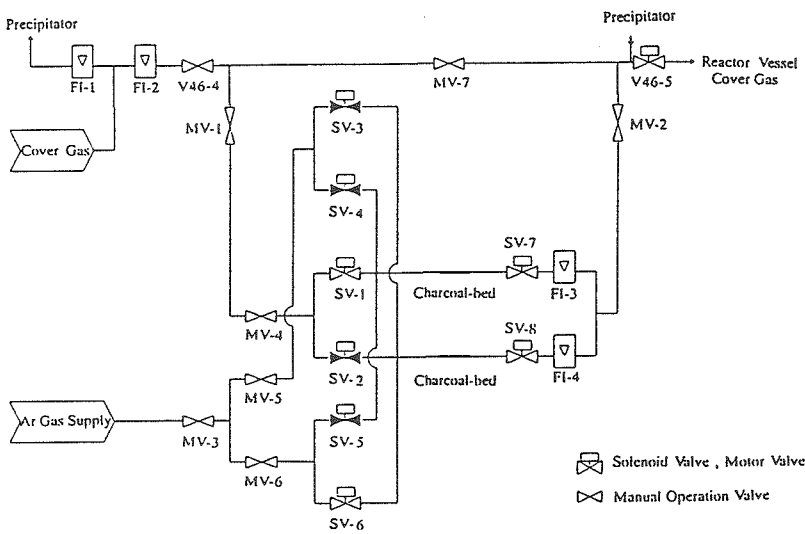 Precipitator
Precipitator
FI-1
FI-2
V46-4
MV-7
V46-5
Reactor Vessel
Cover Gas
MV-1
SV-3
MV-2
Cover Gas
SV-4
SV-7
SV-1
Charcoal-bed
FI-3
MV-4
SV-8
SV-2
Charcoal-bed
FI-4
MV-5
Ar Gas Supply
MV-3
SV-5
MV-6
SV-6
Solenoid Valve , Motor Valve
Manual Operation Valve